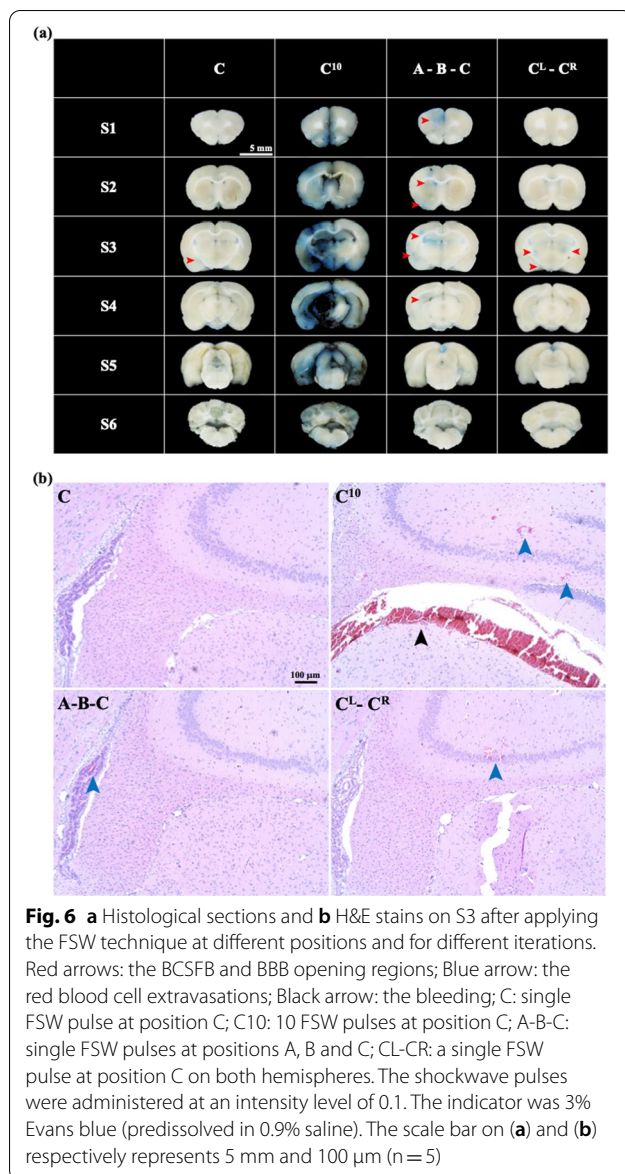 (a)
C C¹⁰ A - B - C Cᴸ - Cᴿ
S1
5 mm
S2
S3
S4
S5
S6
(b)
C C¹⁰
100 μm
A-B-C Cᴸ- Cᴿ
Fig. 6 a Histological sections and b H&E stains on S3 after applying
the FSW technique at different positions and for different iterations.
Red arrows: the BCSFB and BBB opening regions; Blue arrow: the
red blood cell extravasations; Black arrow: the bleeding; C: single
FSW pulse at position C; C10: 10 FSW pulses at position C; A-B-C:
single FSW pulses at positions A, B and C; CL-CR: a single FSW
pulse at position C on both hemispheres. The shockwave pulses
were administered at an intensity level of 0.1. The indicator was 3%
Evans blue (predissolved in 0.9% saline). The scale bar on (a) and (b)
respectively represents 5 mm and 100 μm (n = 5)